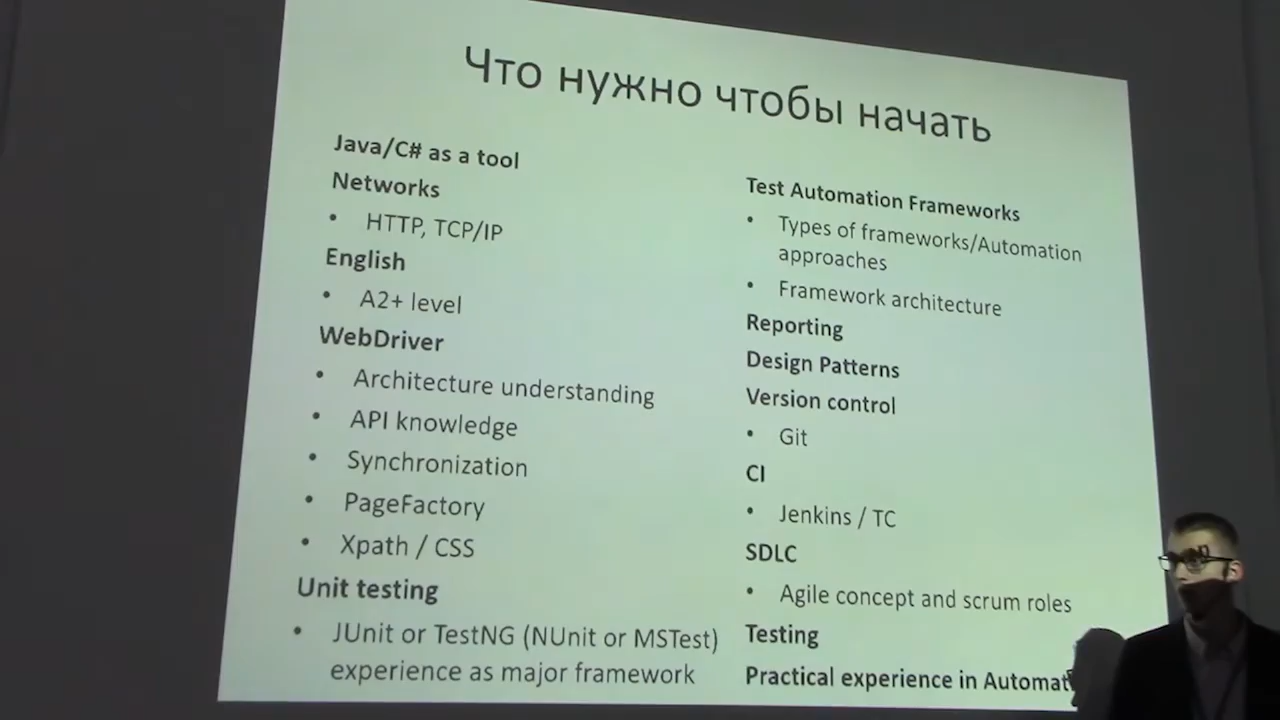 Что нужно чтобы начать
Java/C# as a tool
Networks
• HTTP, TCP/IP
English
• A2+ level
WebDriver
• Architecture understanding
• API knowledge
• Synchronization
• PageFactory
• Xpath / CSS
Unit testing
• JUnit or TestNG (NUnit or MSTest)
experience as major framework
Test Automation Frameworks
• Types of frameworks/Automation
approaches
• Framework architecture
Reporting
Design Patterns
Version control
• Git
CI
• Jenkins / TC
SDLC
• Agile concept and scrum roles
Testing
Practical experience in Automat